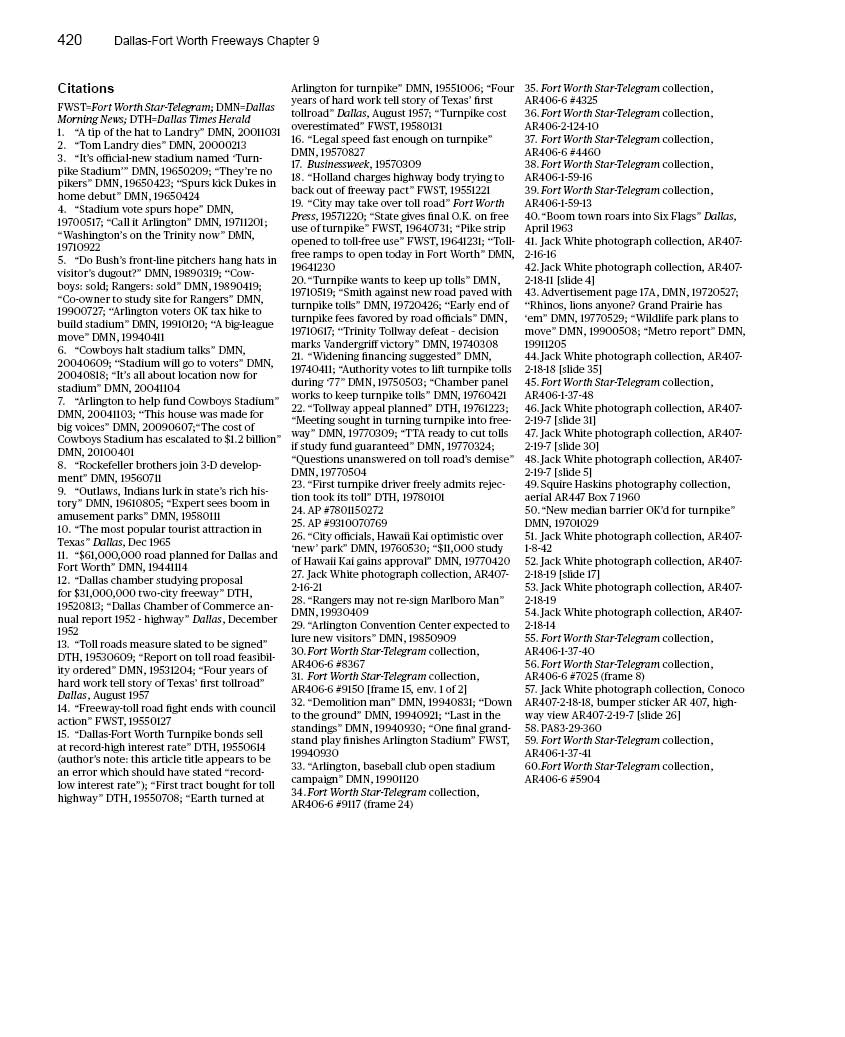 420 Dallas-Fort Worth Freeways Chapter 9
Citations
FWST=Fort Worth Star-Telegram; DMN=Dallas
Morning News; DTH=Dallas Times Herald
1. “A tip of the hat to Landry” DMN, 20011031
2. “Tom Landry dies” DMN, 20000213
3. “It’s official-new stadium named ‘Turn-
pike Stadium’” DMN, 19650209; “They’re no
pikers” DMN, 19650423; “Spurs kick Dukes in
home debut” DMN, 19650424
4. “Stadium vote spurs hope” DMN,
19700517; “Call it Arlington” DMN, 19711201;
“Washington’s on the Trinity now” DMN,
19710922
5. “Do Bush’s front-line pitchers hang hats in
visitor’s dugout?” DMN, 19890319; “Cow-
boys: sold; Rangers: sold” DMN, 19890419;
“Co-owner to study site for Rangers” DMN,
19900727; “Arlington voters OK tax hike to
build stadium” DMN, 19910120; “A big-league
move” DMN, 19940411
6. “Cowboys halt stadium talks” DMN,
20040609; “Stadium will go to voters” DMN,
20040818; “It’s all about location now for
stadium” DMN, 20041104
7. “Arlington to help fund Cowboys Stadium”
DMN, 20041103; “This house was made for
big voices” DMN, 20090607;“The cost of
Cowboys Stadium has escalated to $1.2 billion”
DMN, 20100401
8. “Rockefeller brothers join 3-D develop-
ment” DMN, 19560711
9. “Outlaws, Indians lurk in state’s rich his-
tory” DMN, 19610805; “Expert sees boom in
amusement parks” DMN, 19580111
10. “The most popular tourist attraction in
Texas” Dallas, Dec 1965
11. “$61,000,000 road planned for Dallas and
Fort Worth” DMN, 19441114
12. “Dallas chamber studying proposal
for $31,000,000 two-city freeway” DTH,
19520813; “Dallas Chamber of Commerce an-
nual report 1952 - highway” Dallas, December
1952
13. “Toll roads measure slated to be signed”
DTH, 19530609; “Report on toll road feasibil-
ity ordered” DMN, 19531204; “Four years of
hard work tell story of Texas’ first tollroad”
Dallas, August 1957
14. “Freeway-toll road fight ends with council
action” FWST, 19550127
15. “Dallas-Fort Worth Turnpike bonds sell
at record-high interest rate” DTH, 19550614
(author’s note: this article title appears to be
an error which should have stated “record-
low interest rate”); “First tract bought for toll
highway” DTH, 19550708; “Earth turned at
Arlington for turnpike” DMN, 19551006; “Four
years of hard work tell story of Texas’ first
tollroad” Dallas, August 1957; “Turnpike cost
overestimated” FWST, 19580131
16. “Legal speed fast enough on turnpike”
DMN, 19570827
17. Businessweek, 19570309
18. “Holland charges highway body trying to
back out of freeway pact” FWST, 19551221
19. “City may take over toll road” Fort Worth
Press, 19571220; “State gives final O.K. on free
use of turnpike” FWST, 19640731; “Pike strip
opened to toll-free use” FWST, 19641231; “Toll-
free ramps to open today in Fort Worth” DMN,
19641230
20. “Turnpike wants to keep up tolls” DMN,
19710519; “Smith against new road paved with
turnpike tolls” DMN, 19720426; “Early end of
turnpike fees favored by road officials” DMN,
19710617; “Trinity Tollway defeat – decision
marks Vandergriff victory” DMN, 19740308
21. “Widening financing suggested” DMN,
19740411; “Authority votes to lift turnpike tolls
during ‘77” DMN, 19750503; “Chamber panel
works to keep turnpike tolls” DMN, 19760421
22. “Tollway appeal planned” DTH, 19761223;
“Meeting sought in turning turnpike into free-
way” DMN, 19770309; “TTA ready to cut tolls
if study fund guaranteed” DMN, 19770324;
“Questions unanswered on toll road’s demise”
DMN, 19770504
23. “First turnpike driver freely admits rejec-
tion took its toll” DTH, 19780101
24. AP #7801150272
25. AP #9310070769
26. “City officials, Hawaii Kai optimistic over
‘new’ park” DMN, 19760530; “$11,000 study
of Hawaii Kai gains approval” DMN, 19770420
27. Jack White photograph collection, AR407-
2-16-21
28. “Rangers may not re-sign Marlboro Man”
DMN, 19930409
29. “Arlington Convention Center expected to
lure new visitors” DMN, 19850909
30. Fort Worth Star-Telegram collection,
AR406-6 #8367
31. Fort Worth Star-Telegram collection,
AR406-6 #9150 [frame 15, env. 1 of 2]
32. “Demolition man” DMN, 19940831; “Down
to the ground” DMN, 19940921; “Last in the
standings” DMN, 19940930; “One final grand-
stand play finishes Arlington Stadium” FWST,
19940930
33. “Arlington, baseball club open stadium
campaign” DMN, 19901120
34. Fort Worth Star-Telegram collection,
AR406-6 #9117 (frame 24)
35. Fort Worth Star-Telegram collection,
AR406-6 #4325
36. Fort Worth Star-Telegram collection,
AR406-2-124-10
37. Fort Worth Star-Telegram collection,
AR406-6 #4460
38. Fort Worth Star-Telegram collection,
AR406-1-59-16
39. Fort Worth Star-Telegram collection,
AR406-1-59-13
40. “Boom town roars into Six Flags” Dallas,
April 1963
41. Jack White photograph collection, AR407-
2-16-16
42. Jack White photograph collection, AR407-
2-18-11 [slide 4]
43. Advertisement page 17A, DMN, 19720527;
“Rhinos, lions anyone? Grand Prairie has
‘em” DMN, 19770529; “Wildlife park plans to
move” DMN, 19900508; “Metro report” DMN,
19911205
44. Jack White photograph collection, AR407-
2-18-18 [slide 35]
45. Fort Worth Star-Telegram collection,
AR406-1-37-48
46. Jack White photograph collection, AR407-
2-19-7 [slide 31]
47. Jack White photograph collection, AR407-
2-19-7 [slide 30]
48. Jack White photograph collection, AR407-
2-19-7 [slide 5]
49. Squire Haskins photography collection,
aerial AR447 Box 7 1960
50. “New median barrier OK’d for turnpike”
DMN, 19701029
51. Jack White photograph collection, AR407-
1-8-42
52. Jack White photograph collection, AR407-
2-18-19 [slide 17]
53. Jack White photograph collection, AR407-
2-18-19
54. Jack White photograph collection, AR407-
2-18-14
55. Fort Worth Star-Telegram collection,
AR406-1-37-40
56. Fort Worth Star-Telegram collection,
AR406-6 #7025 (frame 8)
57. Jack White photograph collection, Conoco
AR407-2-18-18, bumper sticker AR 407, high-
way view AR407-2-19-7 [slide 26]
58. PA83-29-360
59. Fort Worth Star-Telegram collection,
AR406-1-37-41
60. Fort Worth Star-Telegram collection,
AR406-6 #5904